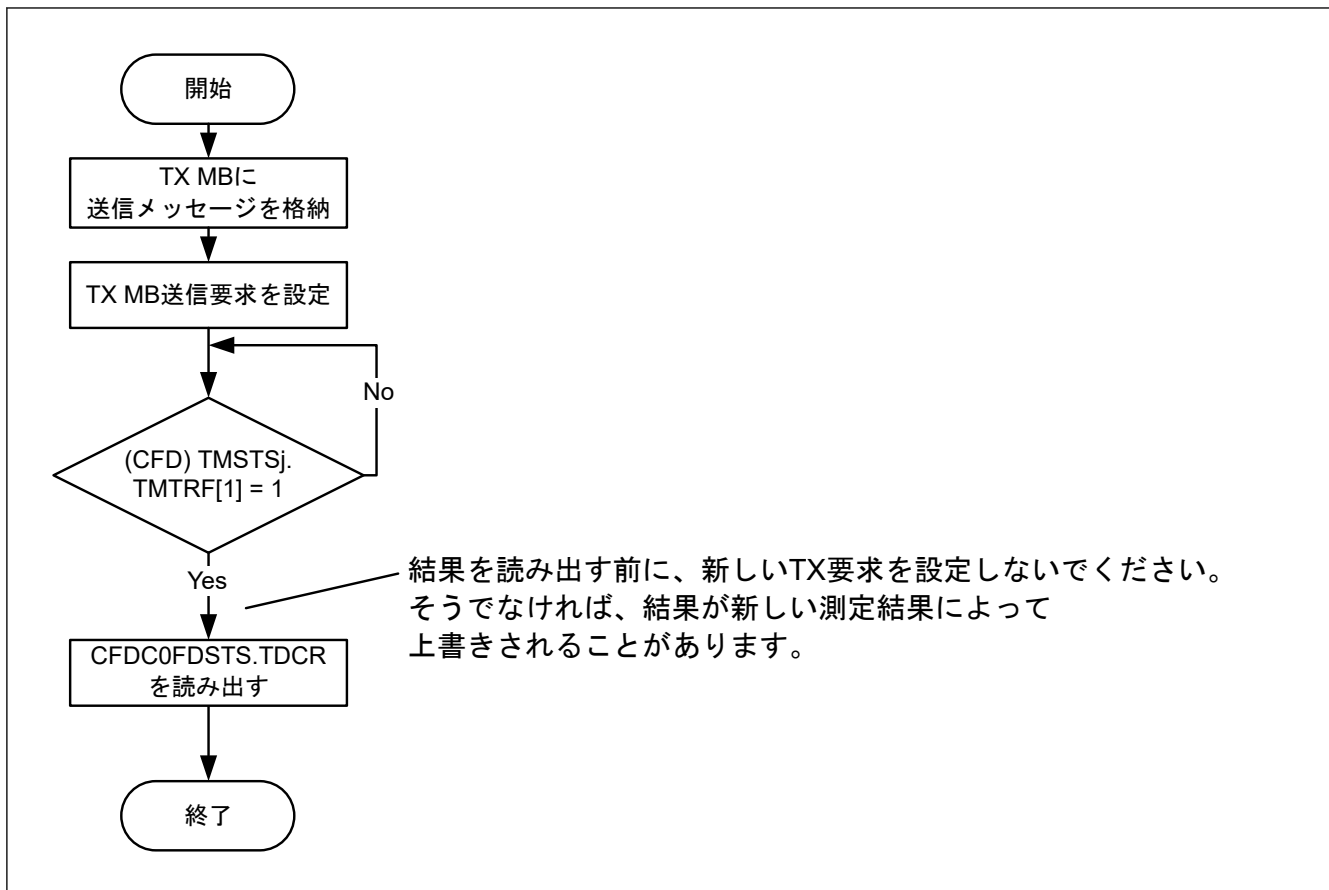 開始
TX MBに
送信メッセージを格納
TX MB送信要求を設定
No
(CFD) TMSTSj.
TMTRF[1] = 1
Yes
結果を読み出す前に、新しいTX要求を設定しないでください。
そうでなければ、結果が新しい測定結果によって
上書きされることがあります。
CFDC0FDSTS.TDCR
を読み出す
終了